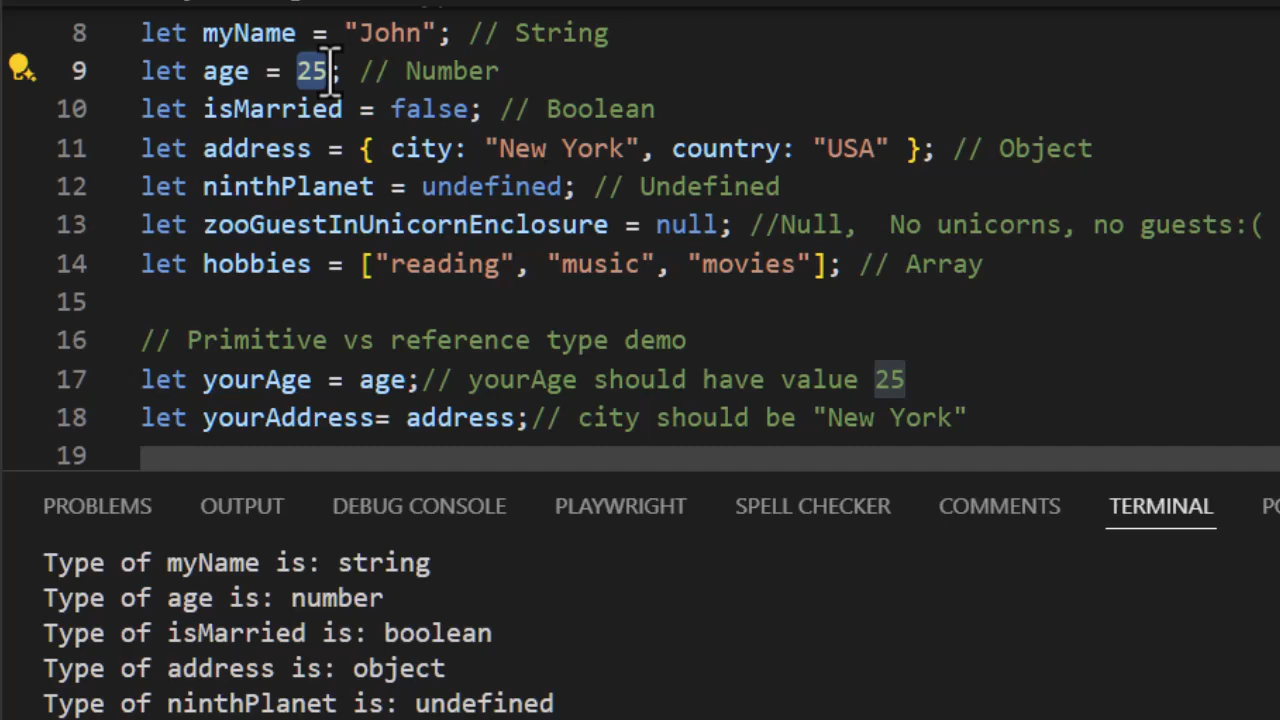 8 let myName = "John"; // String
9 let age = 25; // Number
10 let isMarried = false; // Boolean
11 let address = { city: "New York", country: "USA" }; // Object
12 let ninthPlanet = undefined; // Undefined
13 let zooGuestInUnicornEnclosure = null; //Null,  No unicorns, no guests:(
14 let hobbies = ["reading", "music", "movies"]; // Array
15
16 // Primitive vs reference type demo
17 let yourAge = age;// yourAge should have value 25
18 let yourAddress= address;// city should be "New York"
19
PROBLEMS OUTPUT DEBUG CONSOLE PLAYWRIGHT SPELL CHECKER COMMENTS TERMINAL
Type of myName is: string
Type of age is: number
Type of isMarried is: boolean
Type of address is: object
Type of ninthPlanet is: undefined